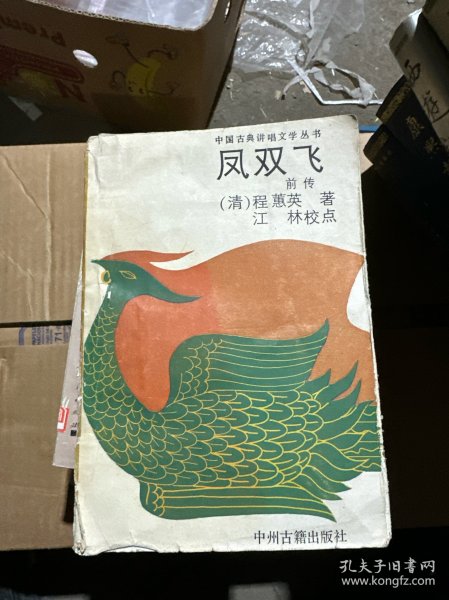 中国古典讲唱文学丛书
凤双飞
前传
(清)程蕙英 著
江 林校点
中州古籍出版社
孔夫子旧书网
www.kongfz.com